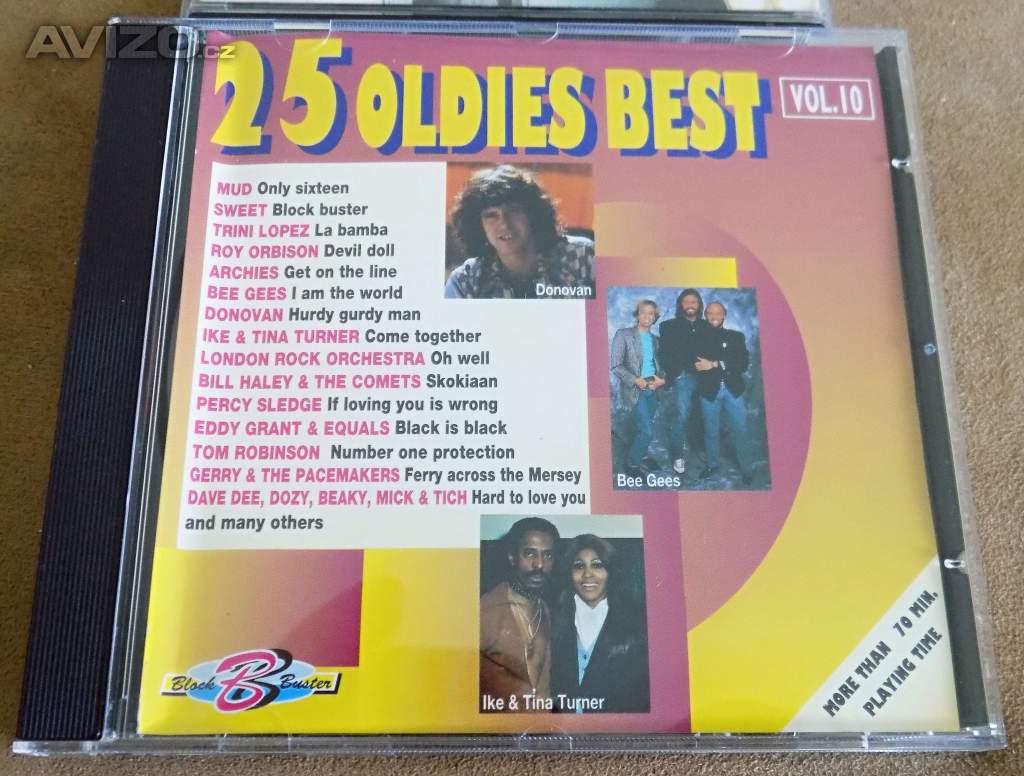 AVIZO.cz
25 OLDIES BEST
VOL.10
MUD Only sixteen
SWEET Block buster
TRINI LOPEZ La bamba
ROY ORBISON Devil doll
ARCHIES Get on the line
BEE GEES I am the world
DONOVAN Hurdy gurdy man
IKE & TINA TURNER Come together
LONDON ROCK ORCHESTRA Oh well
BILL HALEY & THE COMETS Skokiaan
PERCY SLEDGE If loving you is wrong
EDDY GRANT & EQUALS Black is black
TOM ROBINSON Number one protection
GERRY & THE PACEMAKERS Ferry across the Mersey
DAVE DEE, DOZY, BEAKY, MICK & TICH Hard to love you
and many others
Donovan
Bee Gees
Ike & Tina Turner
Block B Buster
MORE THAN 70 MIN.
PLAYING TIME